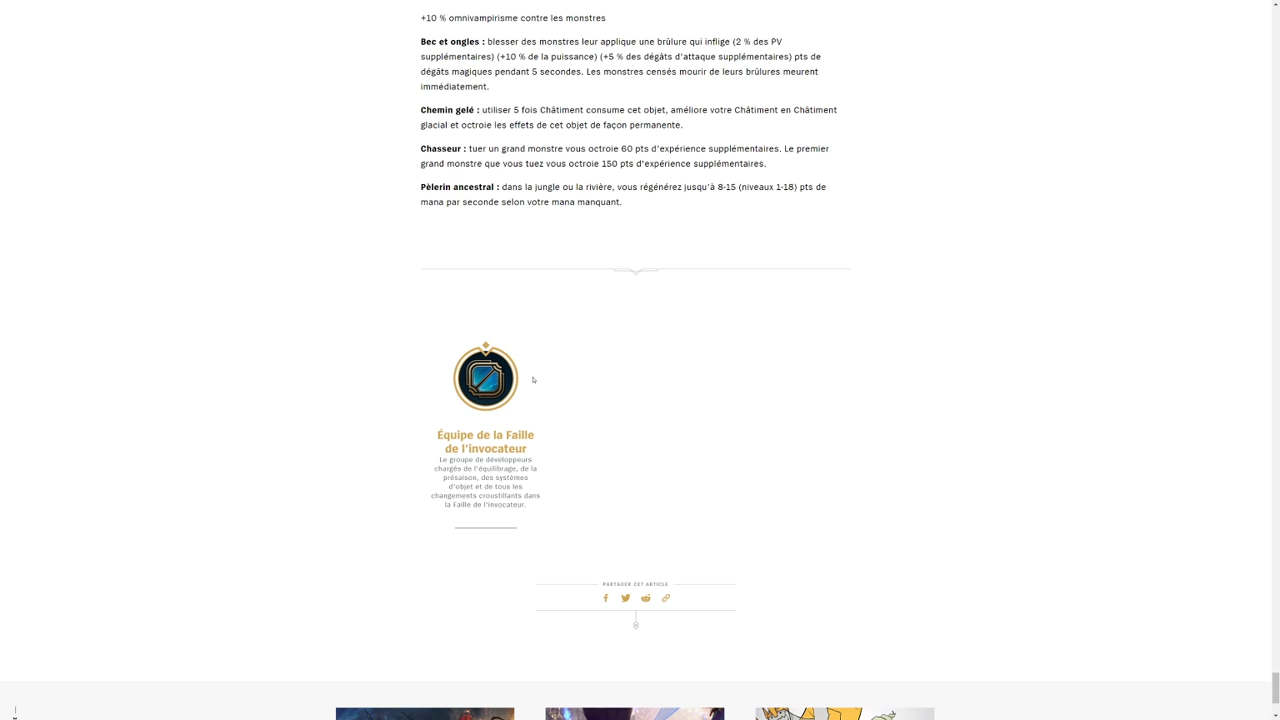 +10 % omnivampirisme contre les monstres
Bec et ongles : blesser des monstres leur applique une brûlure qui inflige (2 % des PV
supplémentaires) (+10 % de la puissance) (+5 % des dégâts d'attaque supplémentaires) pts de
dégâts magiques pendant 5 secondes. Les monstres censés mourir de leurs brûlures meurent
immédiatement.
Chemin gelé : utiliser 5 fois Châtiment consume cet objet, améliore votre Châtiment en Châtiment
glacial et octroie les effets de cet objet de façon permanente.
Chasseur : tuer un grand monstre vous octroie 60 pts d'expérience supplémentaires. Le premier
grand monstre que vous tuez vous octroie 150 pts d'expérience supplémentaires.
Pèlerin ancestral : dans la jungle ou la rivière, vous régénérez jusqu'à 8-15 (niveaux 1-18) pts de
mana par seconde selon votre mana manquant.
Équipe de la Faille
de l'invocateur
Le groupe de développeurs
chargés de l'équilibrage, de la
présaison, des systèmes
d'objet et de tous les
changements croustillants dans
la Faille de l'invocateur.
PARTAGER CET ARTICLE